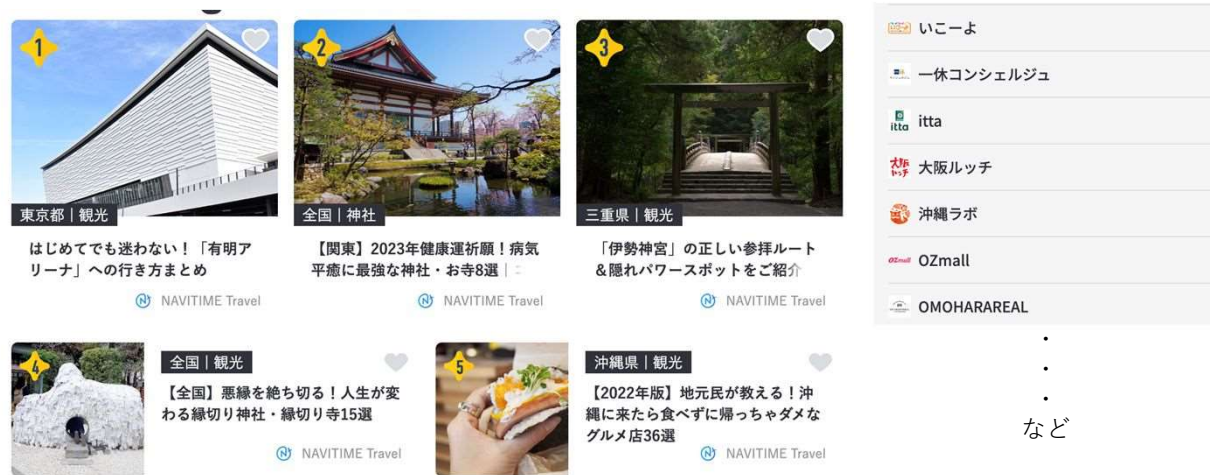 1
2
3
東京都｜観光
全国｜神社
三重県｜観光
はじめてでも迷わない！「有明ア
リーナ」への行き方まとめ
NAVITIME Travel
【関東】2023年健康運祈願！病気
平癒に最強な神社・お寺8選｜
NAVITIME Travel
「伊勢神宮」の正しい参拝ルート
＆隠れパワースポットをご紹介
NAVITIME Travel
4
全国｜観光
【全国】悪縁を絶ち切る！人生が変
わる縁切り神社・縁切り寺15選
NAVITIME Travel
5
沖縄県｜観光
【2022年版】地元民が教える！沖
縄に来たら食べずに帰っちゃダメな
グルメ店36選
NAVITIME Travel
いこーよ
一休コンシェルジュ
itta
itta
大阪ルッチ
沖縄ラボ
OZmall
OZmall
OMOHARAREAL
・
・
・
など